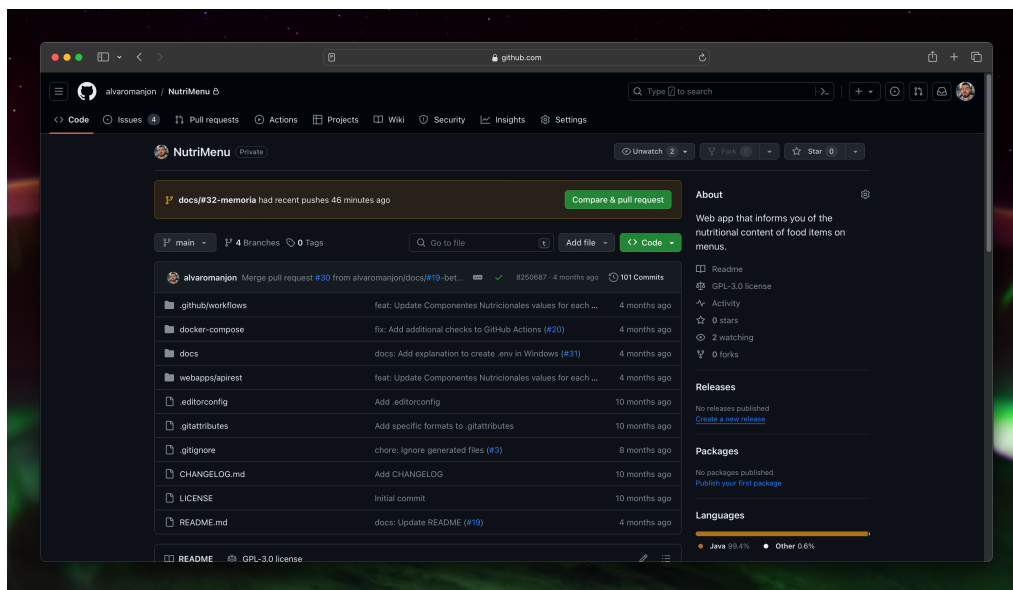 github.com
alvaromanjon / NutriMenu
Type / to search
Code Issues 4 Pull requests Actions Projects Wiki Security Insights Settings
NutriMenu Private
Unwatch 2 Fork 0 Star 0
docs/#32-memoria had recent pushes 46 minutes ago
Compare & pull request
main 4 Branches 0 Tags
Go to file t
Add file
Code
alvaromanjon Merge pull request #30 from alvaromanjon/docs/#19-bet... 8250687 · 4 months ago 101 Commits
.github/workflows feat: Update Componentes Nutricionales values for each ... 4 months ago
docker-compose fix: Add additional checks to GitHub Actions (#20) 4 months ago
docs docs: Add explanation to create .env in Windows (#31) 4 months ago
webapps/apirest feat: Update Componentes Nutricionales values for each ... 4 months ago
.editorconfig Add .editorconfig 10 months ago
.gitattributes Add specific formats to .gitattributes 10 months ago
.gitignore chore: Ignore generated files (#3) 8 months ago
CHANGELOG.md Add CHANGELOG 10 months ago
LICENSE Initial commit 10 months ago
README.md docs: Update README (#19) 4 months ago
README GPL-3.0 license
About
Web app that informs you of the
nutritional content of food items on
menus.
Readme
GPL-3.0 license
Activity
0 stars
2 watching
0 forks
Releases
No releases published
Create a new release
Packages
No packages published
Publish your first package
Languages
Java 99.4% Other 0.6%